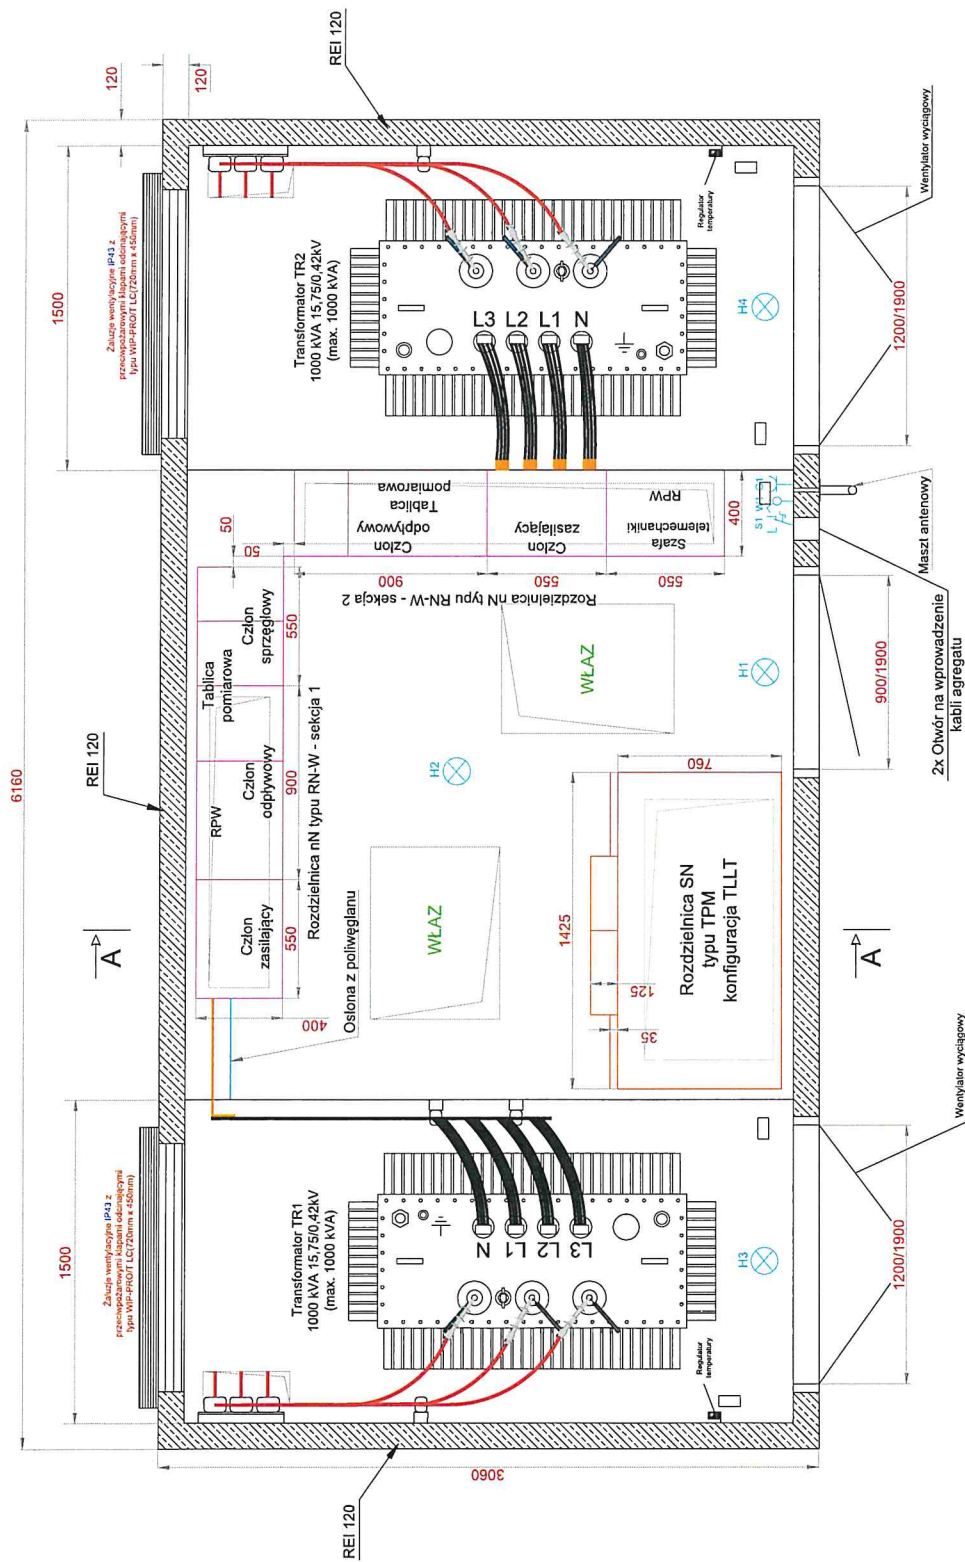 6160
1500
1500
120
120
Żaluzje wentylacyjne IP43 z
przeciwpożarowymi klapami odcinającymi
typu WIP-PRO/T LC(720mm x 450mm)
Żaluzje wentylacyjne IP43 z
przeciwpożarowymi klapami odcinającymi
typu WIP-PRO/T LC(720mm x 450mm)
REI 120
REI 120
REI 120
3060
Transformator TR1
1000 kVA 15,75/0,42kV
(max. 1000 kVA)
N
L1
L2
L3
Regulator
temperatury
H3
1200/1900
Wentylator wyciągowy
A
A
Człon
zasilający
RPW
Człon
odpływowy
Tablica
pomiarowa
Człon
sprzęgłowy
550
900
550
400
50
50
Rozdzielnica nN typu RN-W - sekcja 1
Osłona z poliwęglanu
WŁAZ
WŁAZ
H2
H1
1425
125
35
760
Rozdzielnica SN
typu TPM
konfiguracja TLLT
Rozdzielnica nN typu RN-W - sekcja 2
900
550
550
400
Człon
odpływowy
Tablica
pomiarowa
Człon
zasilający
Szafa
telemechaniki
RPW
S1
L
900/1900
2x Otwór na wprowadzenie
kabli agregatu
Maszt antenowy
Transformator TR2
1000 kVA 15,75/0,42kV
(max. 1000 kVA)
L3
L2
L1
N
Regulator
temperatury
H4
1200/1900
Wentylator wyciągowy